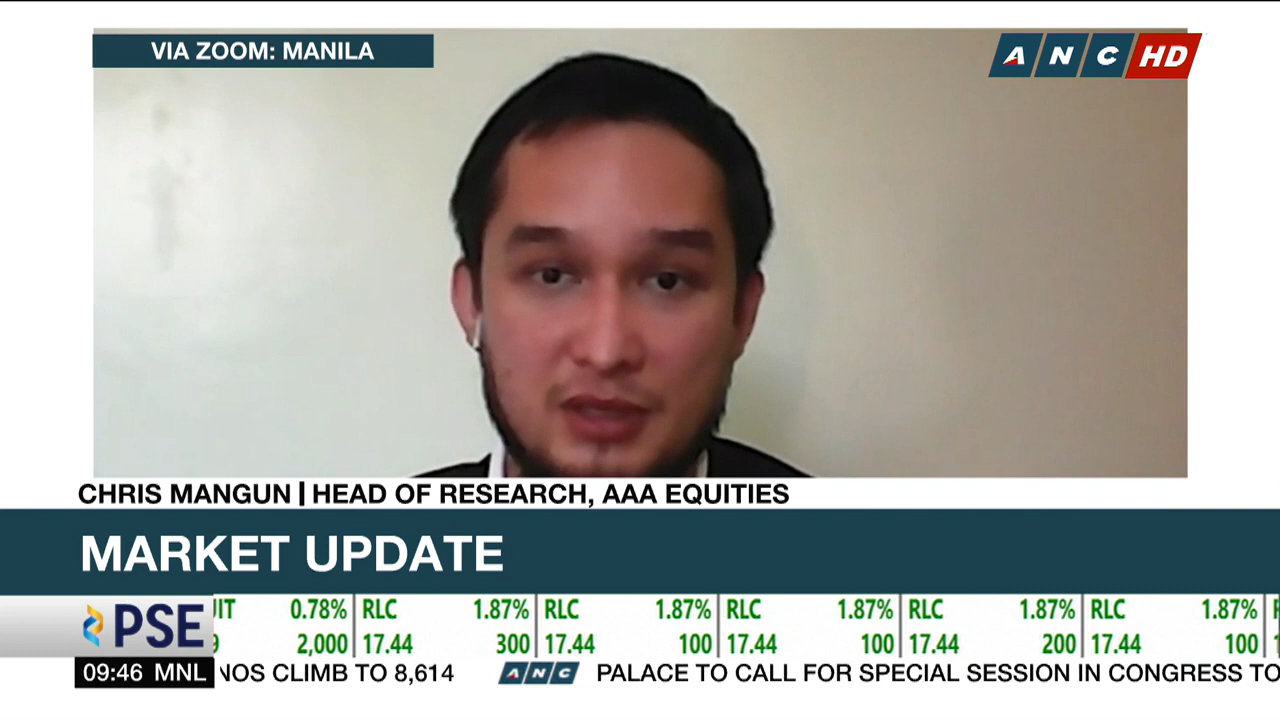 VIA ZOOM: MANILA
ANC HD
CHRIS MANGUN | HEAD OF RESEARCH, AAA EQUITIES
MARKET UPDATE
PSE
0.78% RLC 1.87% RLC 1.87% RLC 1.87% RLC 1.87% RLC 1.87%
2,000 17.44 300 17.44 100 17.44 100 17.44 200 17.44 100
09:46 MNL NOS CLIMB TO 8,614 ANC PALACE TO CALL FOR SPECIAL SESSION IN CONGRESS TO